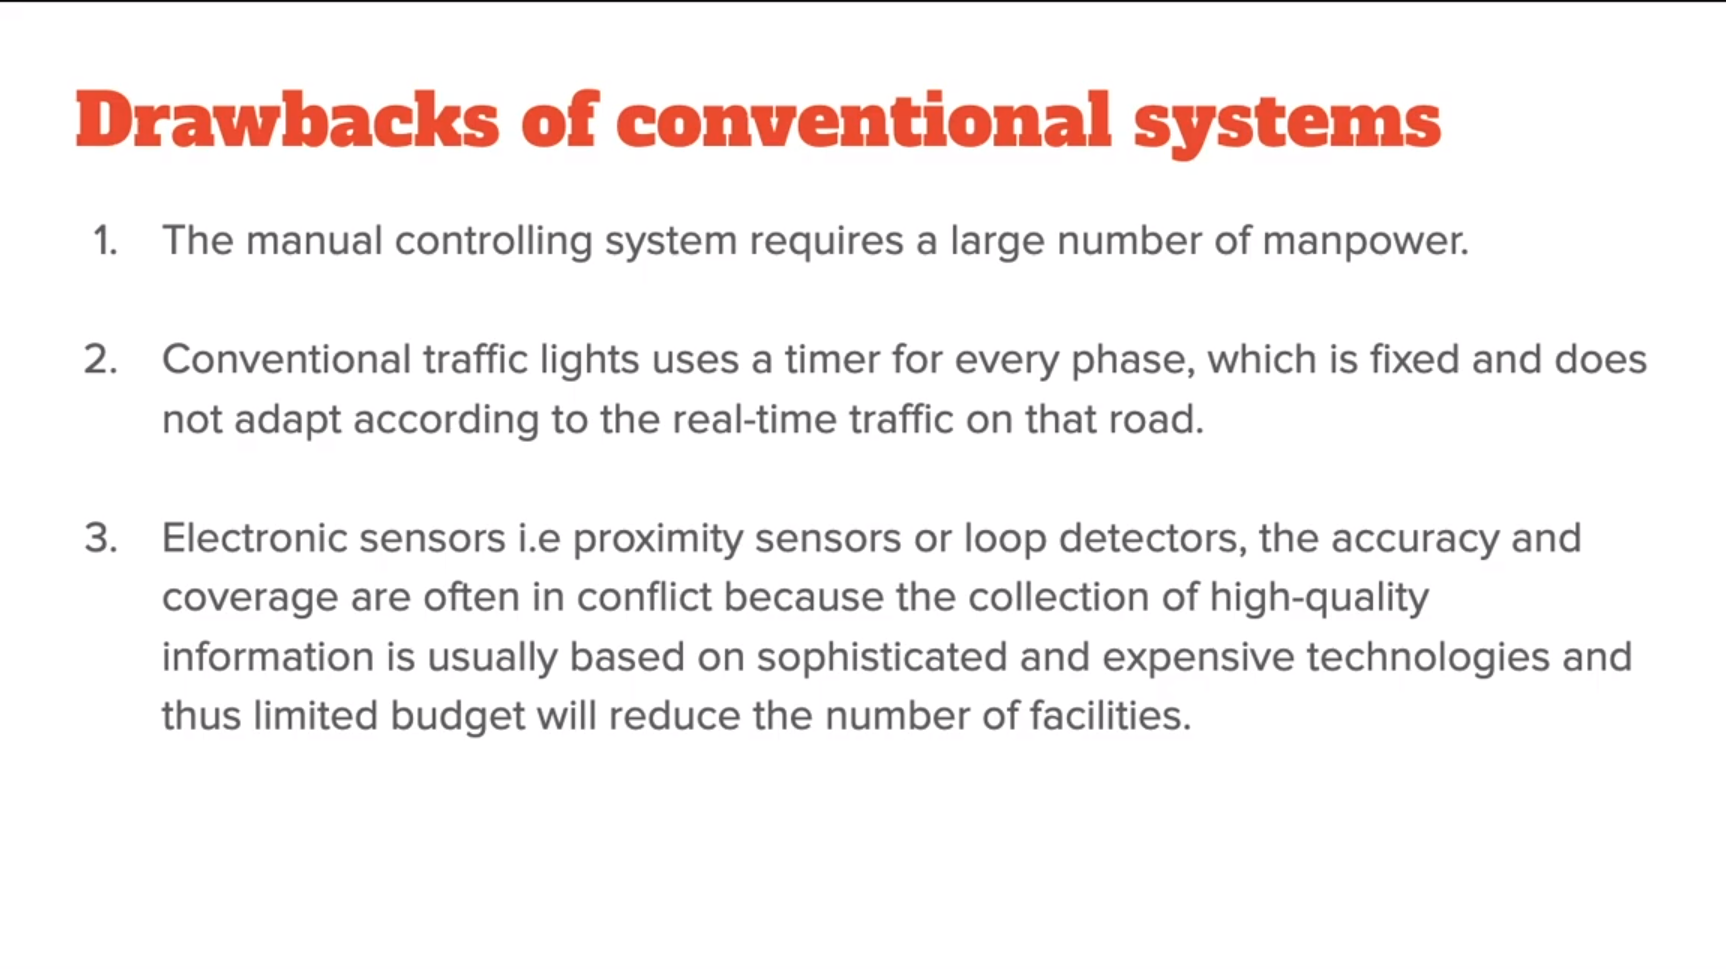 Drawbacks of conventional systems
1. The manual controlling system requires a large number of manpower.
2. Conventional traffic lights uses a timer for every phase, which is fixed and does
not adapt according to the real-time traffic on that road.
3. Electronic sensors i.e proximity sensors or loop detectors, the accuracy and
coverage are often in conflict because the collection of high-quality
information is usually based on sophisticated and expensive technologies and
thus limited budget will reduce the number of facilities.